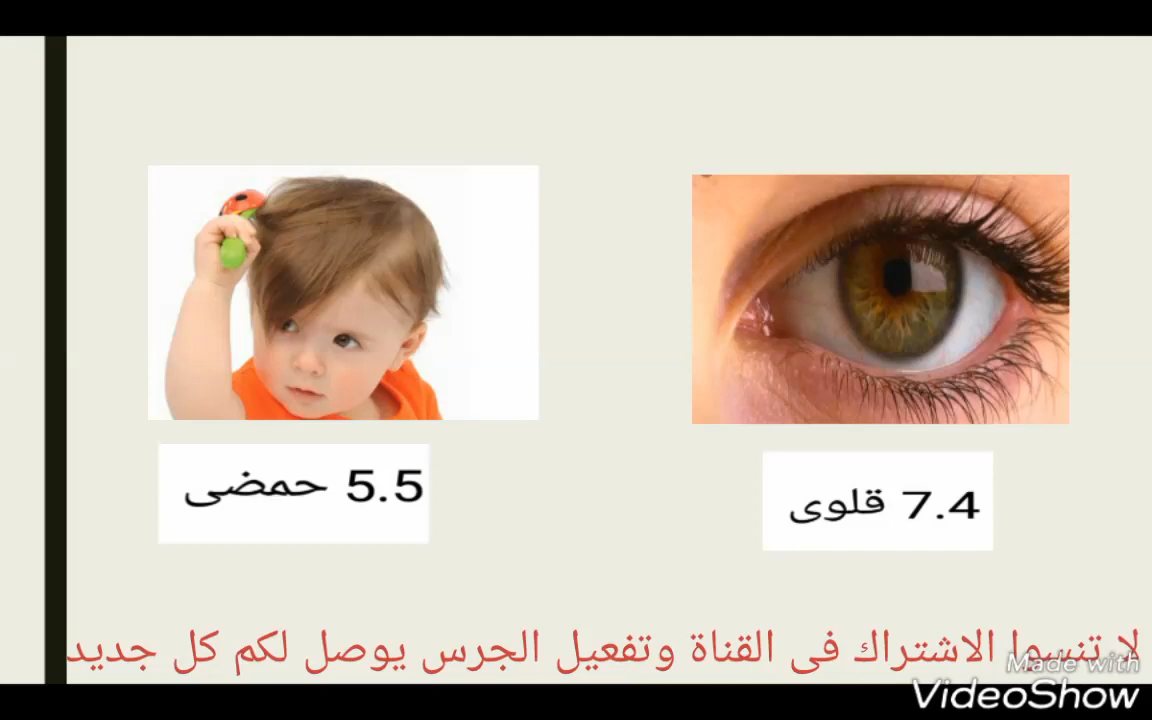 7.4 قلوى
5.5 حمضى
لا تنسوا الاشتراك فى القناة وتفعيل الجرس يوصل لكم كل جديد
Made with
VideoShow